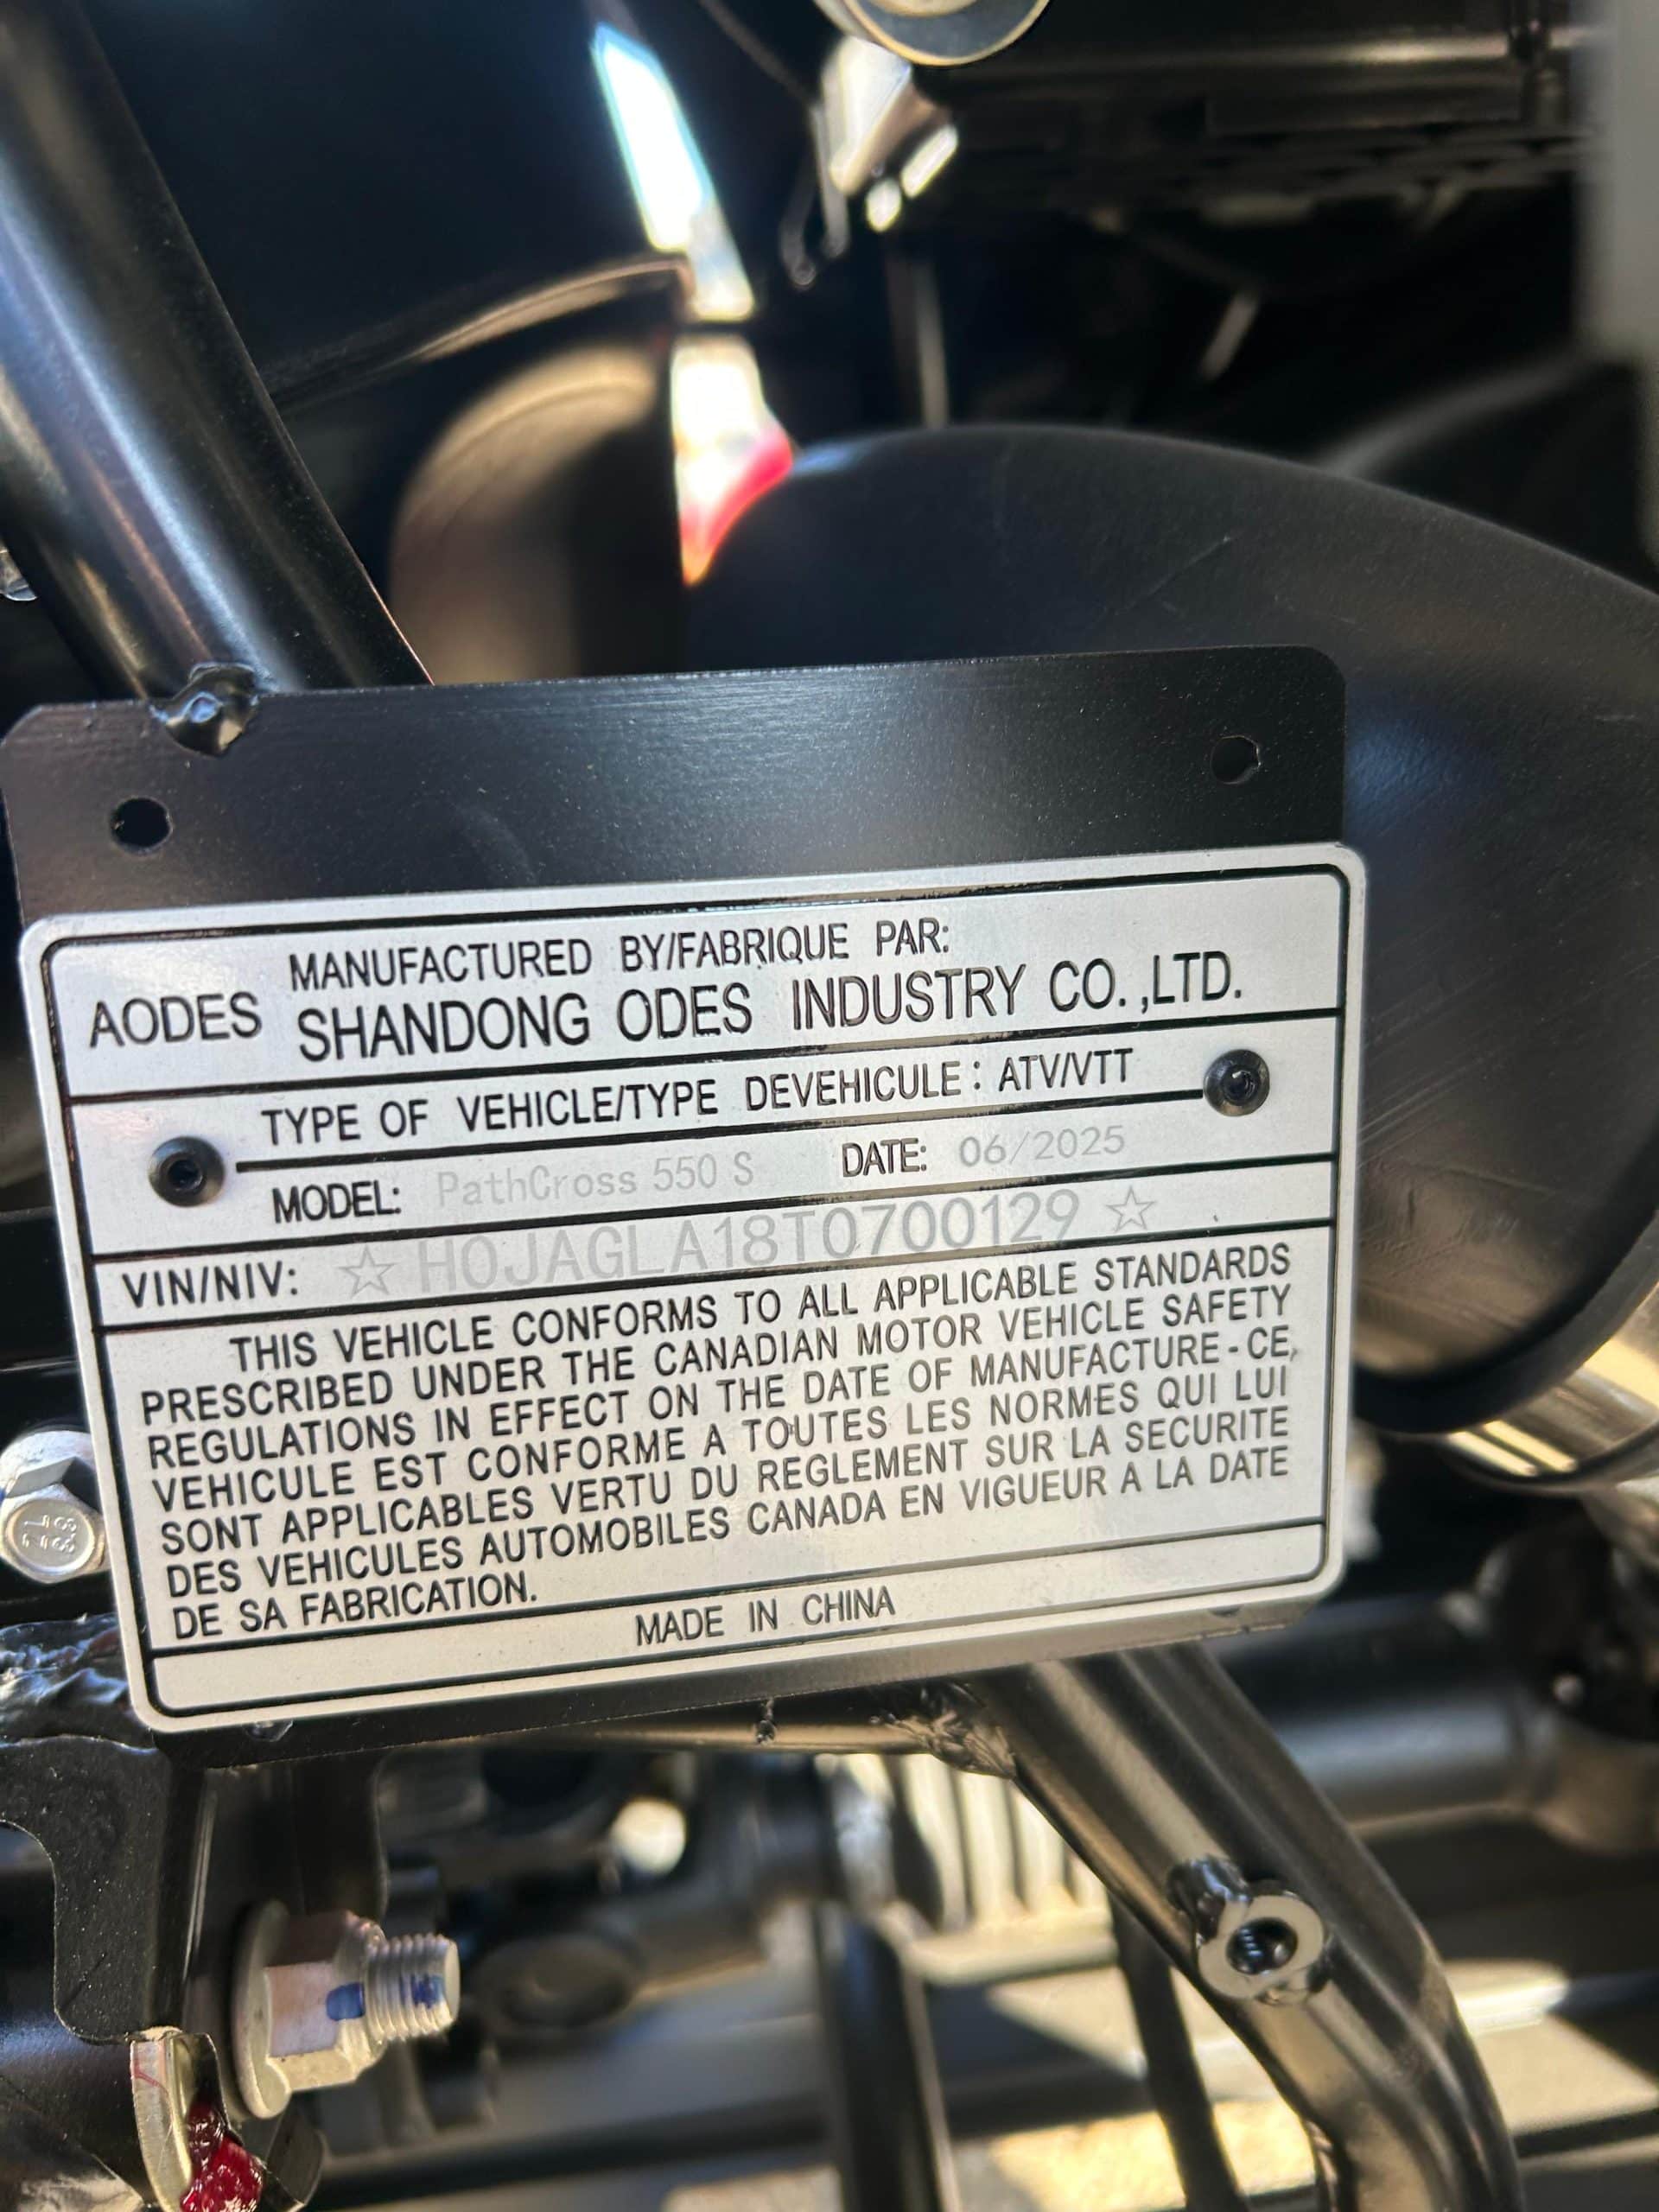 MANUFACTURED BY/FABRIQUE PAR:
AODES SHANDONG ODES INDUSTRY CO.,LTD.
TYPE OF VEHICLE/TYPE DEVEHICULE: ATV/VTT
MODEL: PathCross 550 S DATE: 06/2025
VIN/NIV: ☆ H0JAGLA18T0700129 ☆
THIS VEHICLE CONFORMS TO ALL APPLICABLE STANDARDS
PRESCRIBED UNDER THE CANADIAN MOTOR VEHICLE SAFETY
REGULATIONS IN EFFECT ON THE DATE OF MANUFACTURE-CE,
VEHICULE EST CONFORME A TOUTES LES NORMES QUI LUI
SONT APPLICABLES VERTU DU REGLEMENT SUR LA SECURITE
DES VEHICULES AUTOMOBILES CANADA EN VIGUEUR A LA DATE
DE SA FABRICATION.
MADE IN CHINA
8.8